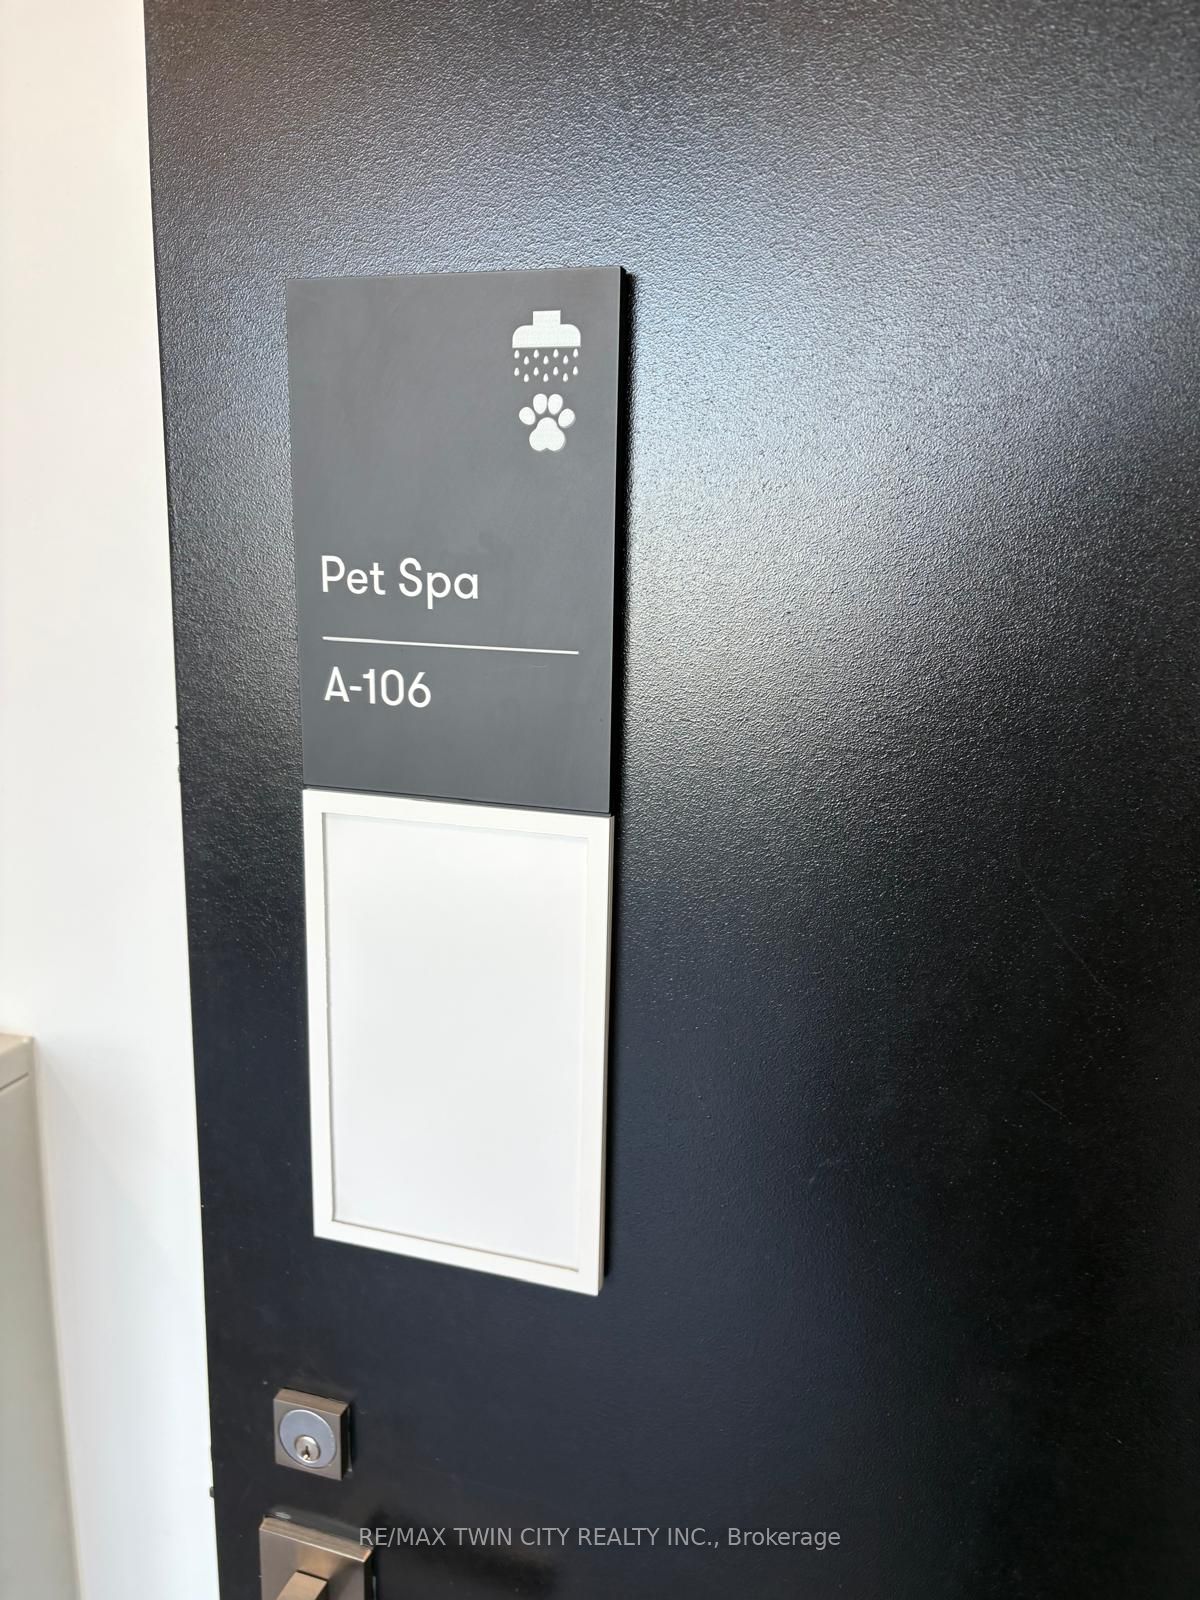 Pet Spa
A-106
RE/MAX TWIN CITY REALTY INC., Brokerage